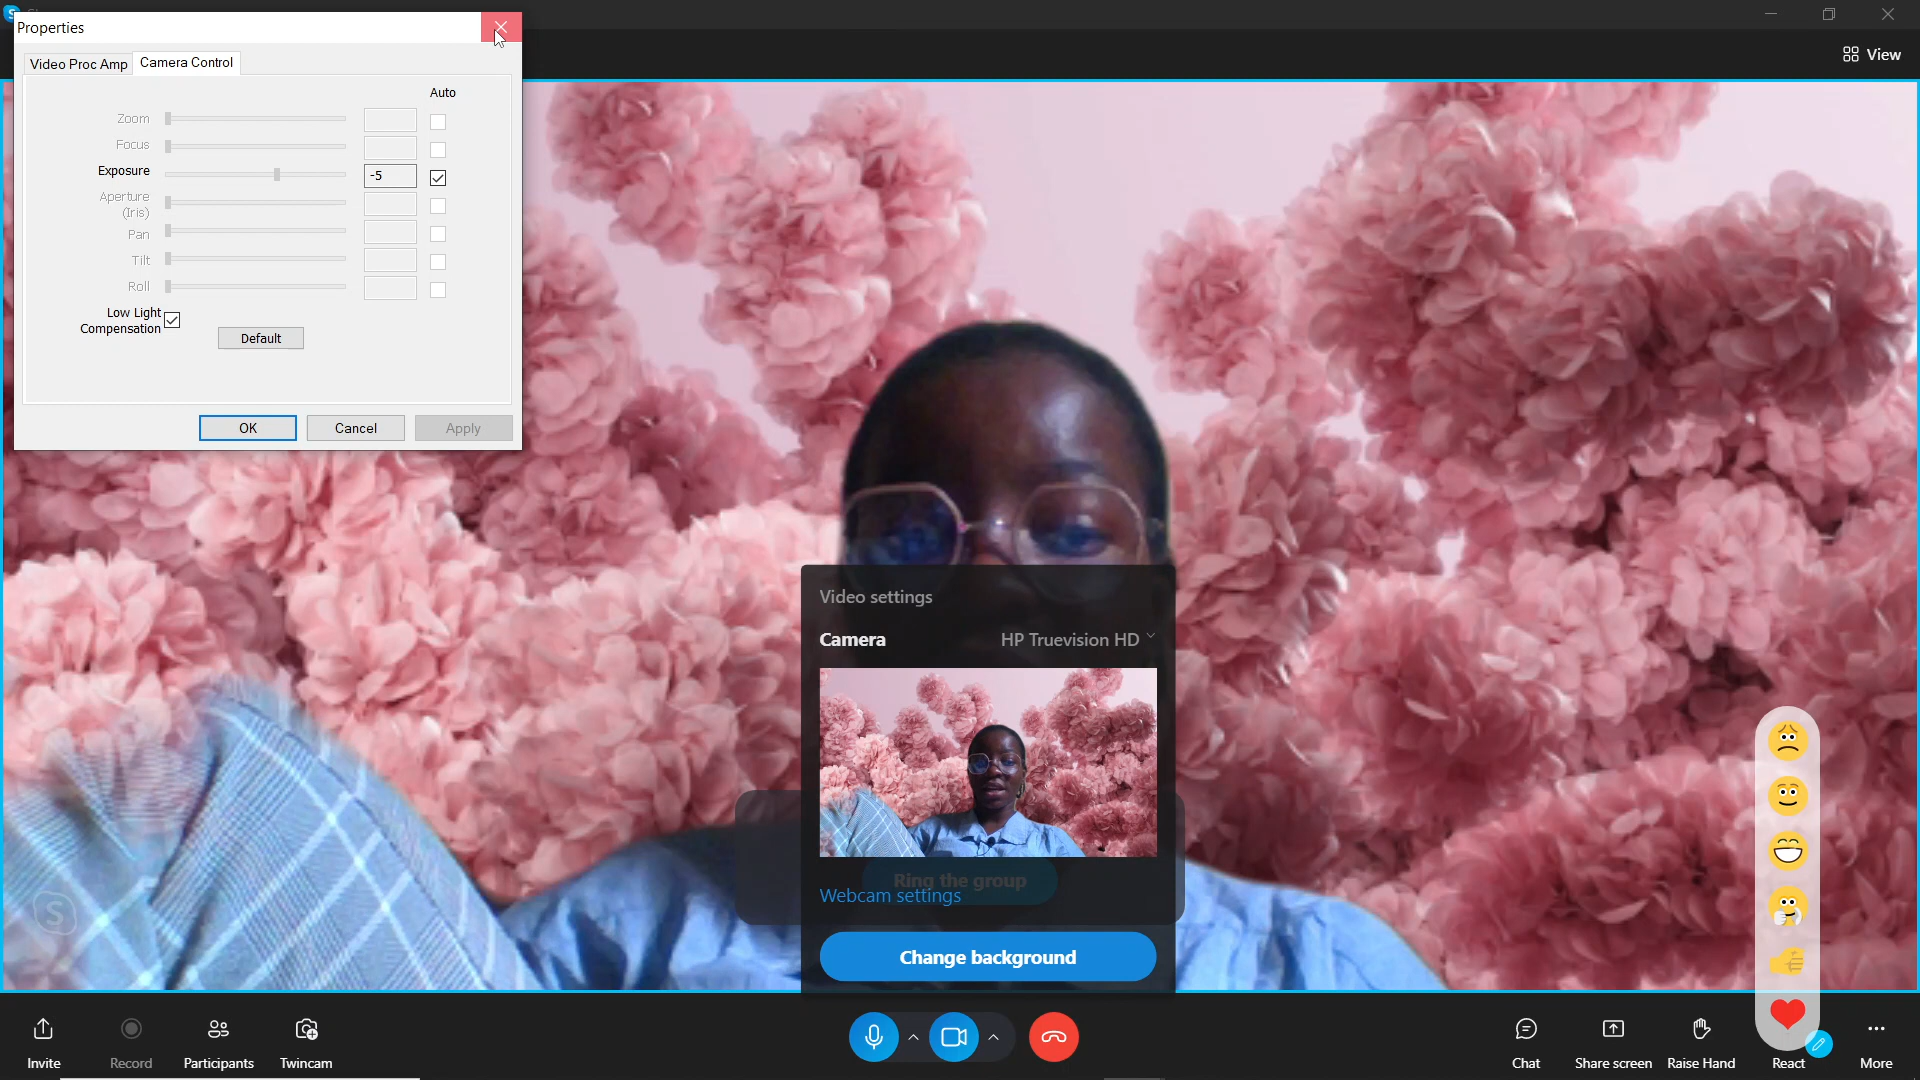 Properties
View
Video Proc Amp
Camera Control
Auto
Zoom
Focus
Exposure
-5
Aperture
(Iris)
Pan
Tilt
Roll
Low Light
Compensation
Default
OK
Cancel
Apply
Video settings
Camera
HP Truevision HD
Ring the group
Webcam settings
Change background
Invite
Record
Participants
Twincam
Chat
Share screen
Raise Hand
React
More